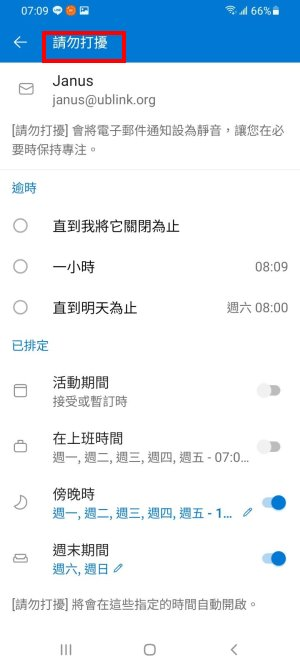 07:09 66%
請勿打擾
Janus
janus@ublink.org
[請勿打擾] 會將電子郵件通知設為靜音，讓您在必
要時保持專注。
逾時
直到我將它關閉為止
一小時 08:09
直到明天為止 週六 08:00
已排定
活動期間
接受或暫訂時
在上班時間
週一, 週二, 週三, 週四, 週五 - 07:0...
傍晚時
週一, 週二, 週三, 週四, 週五 - 1...
週末期間
週六, 週日
[請勿打擾] 將會在這些指定的時間自動開啟。